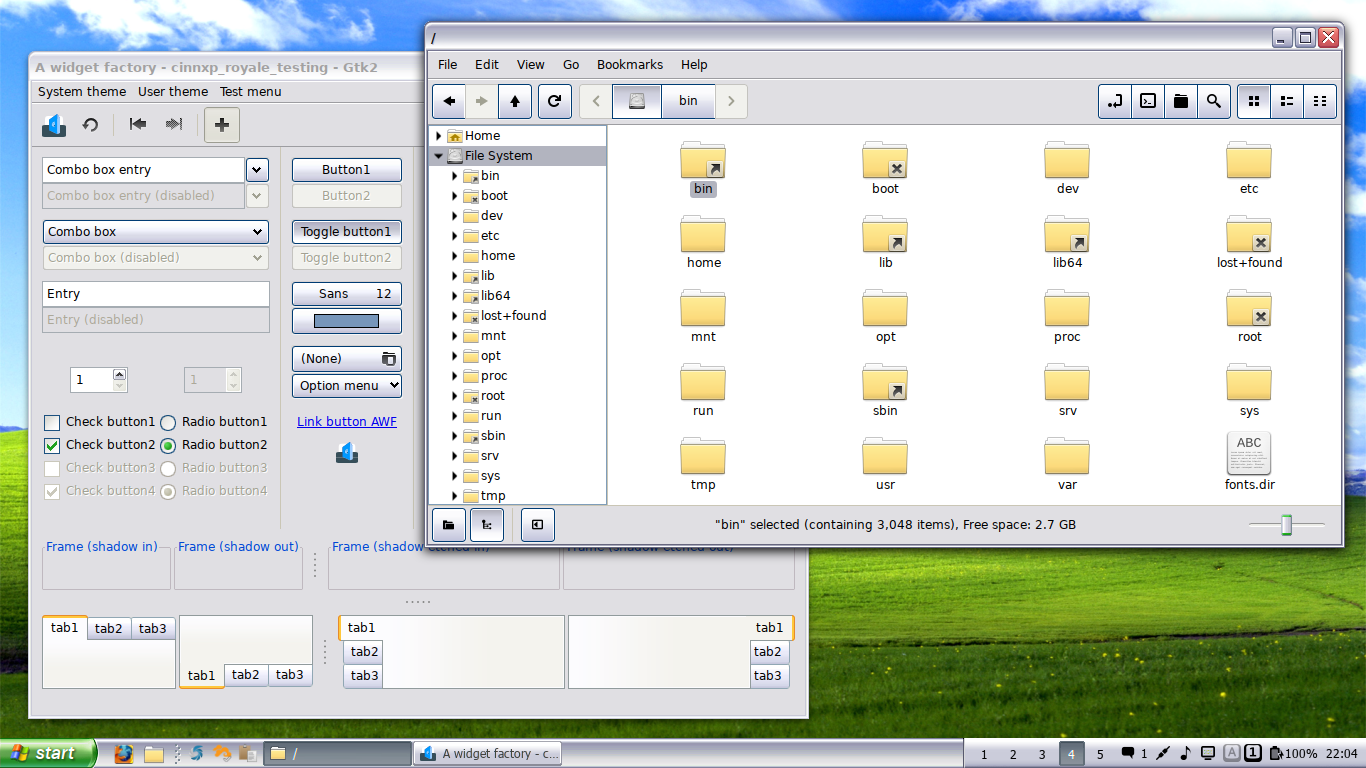 /
File Edit View Go Bookmarks Help
bin
Home
File System
bin
boot
dev
etc
home
lib
lib64
lost+found
mnt
opt
proc
root
run
sbin
srv
sys
tmp
bin boot dev etc
home lib lib64 lost+found
mnt opt proc root
run sbin srv sys
tmp usr var fonts.dir
ABC
"bin" selected (containing 3,048 items), Free space: 2.7 GB
A widget factory - cinnxp_royale_testing - Gtk2
System theme User theme Test menu
Combo box entry
Combo box entry (disabled)
Combo box
Combo box (disabled)
Entry
Entry (disabled)
1 1
Check button1 Radio button1
Check button2 Radio button2
Check button3 Radio button3
Check button4 Radio button4
Button1
Button2
Toggle button1
Toggle button2
Sans 12
(None)
Option menu
Link button AWF
Frame (shadow in) Frame (shadow out) Frame (shadow etched in) Frame (shadow etched out)
tab1 tab2 tab3
tab1 tab2 tab3
tab1
tab2
tab3
tab1
tab2
tab3
start / A widget factory - c... 1 2 3 4 5 1 A 1 100% 22:04